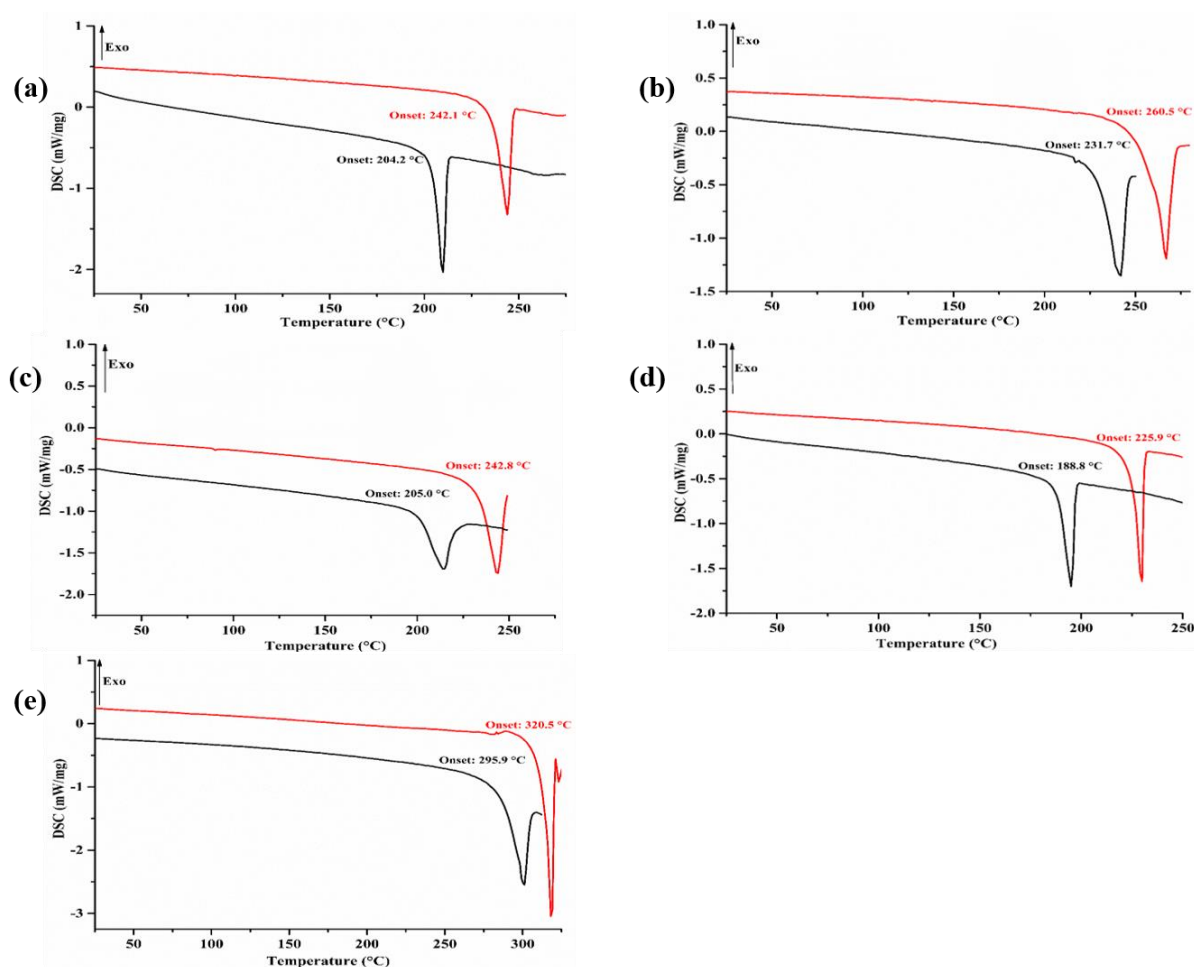 (a)
Exo
1
0
-1
-2
DSC (mW/mg)
Onset: 242.1 °C
Onset: 204.2 °C
50 100 150 200 250
Temperature (°C)
(b)
Exo
1.0
0.5
0.0
-0.5
-1.0
-1.5
DSC (mW/mg)
Onset: 260.5 °C
Onset: 231.7 °C
50 100 150 200 250
Temperature (°C)
(c)
Exo
1.0
0.5
0.0
-0.5
-1.0
-1.5
-2.0
DSC (mW/mg)
Onset: 242.8 °C
Onset: 205.0 °C
50 100 150 200 250
Temperature (°C)
(d)
Exo
1.0
0.5
0.0
-0.5
-1.0
-1.5
-2.0
DSC (mW/mg)
Onset: 225.9 °C
Onset: 188.8 °C
50 100 150 200 250
Temperature (°C)
(e)
Exo
1
0
-1
-2
-3
DSC (mW/mg)
Onset: 320.5 °C
Onset: 295.9 °C
50 100 150 200 250 300
Temperature (°C)